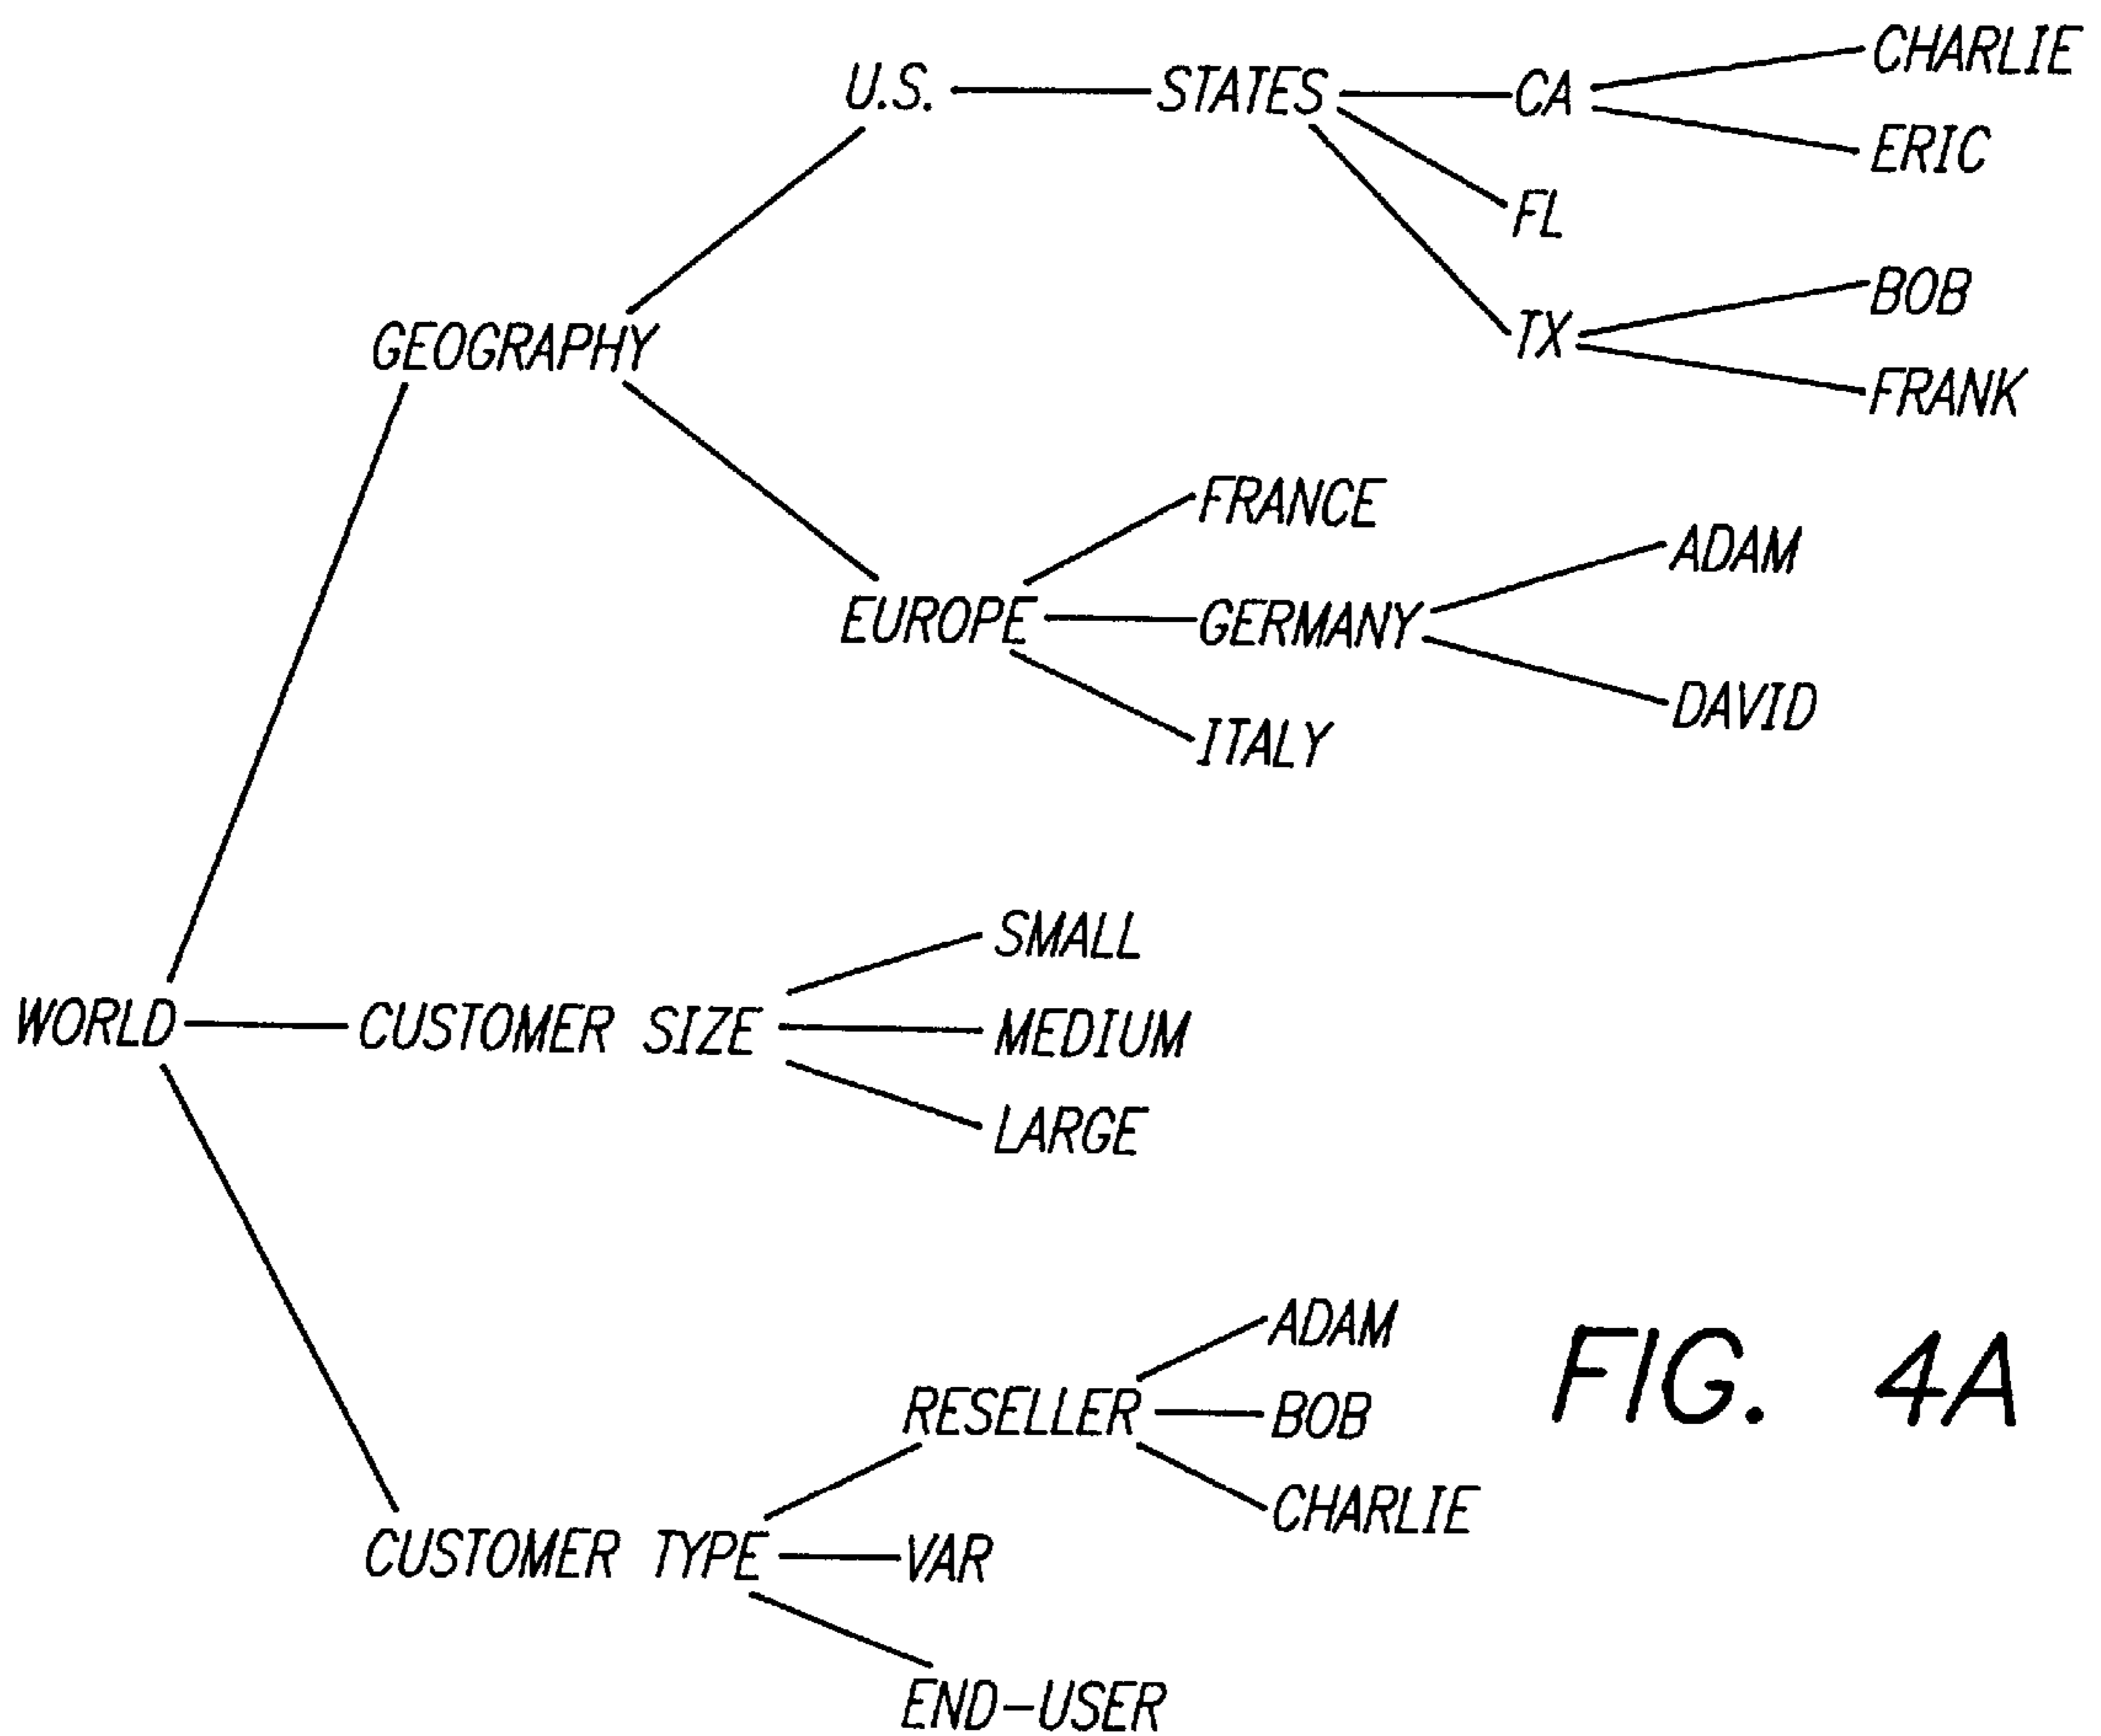 CHARLIE
U.S.
STATES
CA
ERIC
FL
BOB
TX
GEOGRAPHY
FRANK
FRANCE
ADAM
EUROPE
GERMANY
DAVID
ITALY
SMALL
WORLD
CUSTOMER SIZE
MEDIUM
LARGE
ADAM
RESELLER
BOB
CHARLIE
CUSTOMER TYPE
VAR
END-USER
FIG. 4A